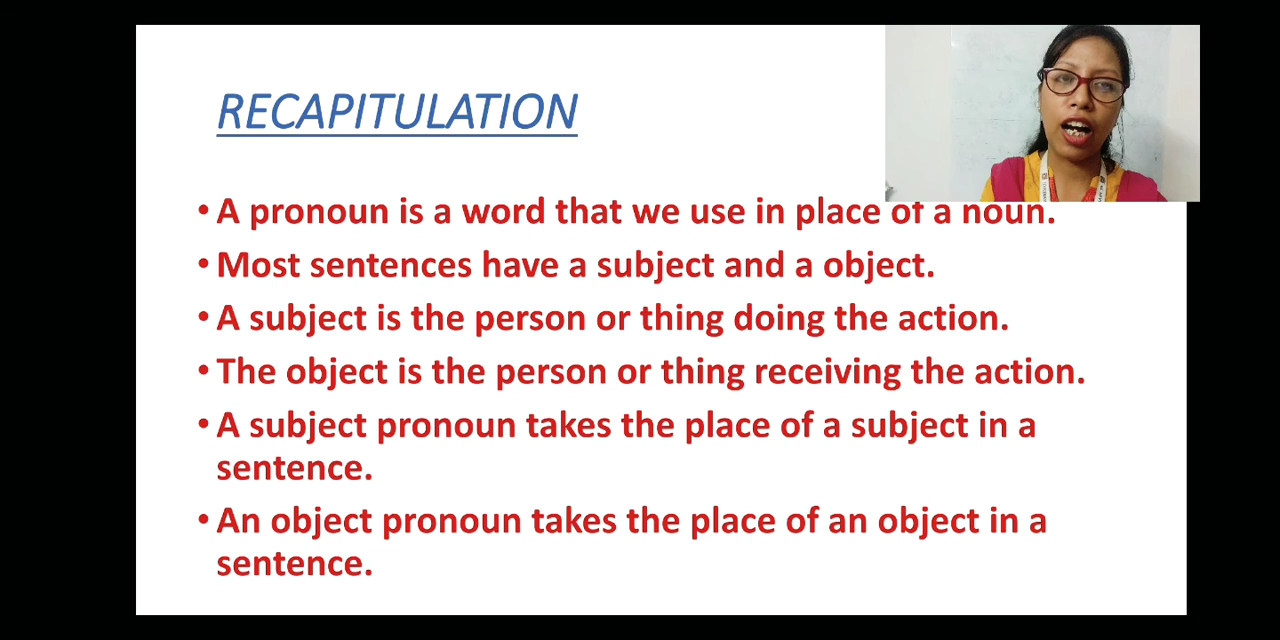 RECAPITULATION
• A pronoun is a word that we use in place of a noun.
• Most sentences have a subject and a object.
• A subject is the person or thing doing the action.
• The object is the person or thing receiving the action.
• A subject pronoun takes the place of a subject in a
sentence.
• An object pronoun takes the place of an object in a
sentence.